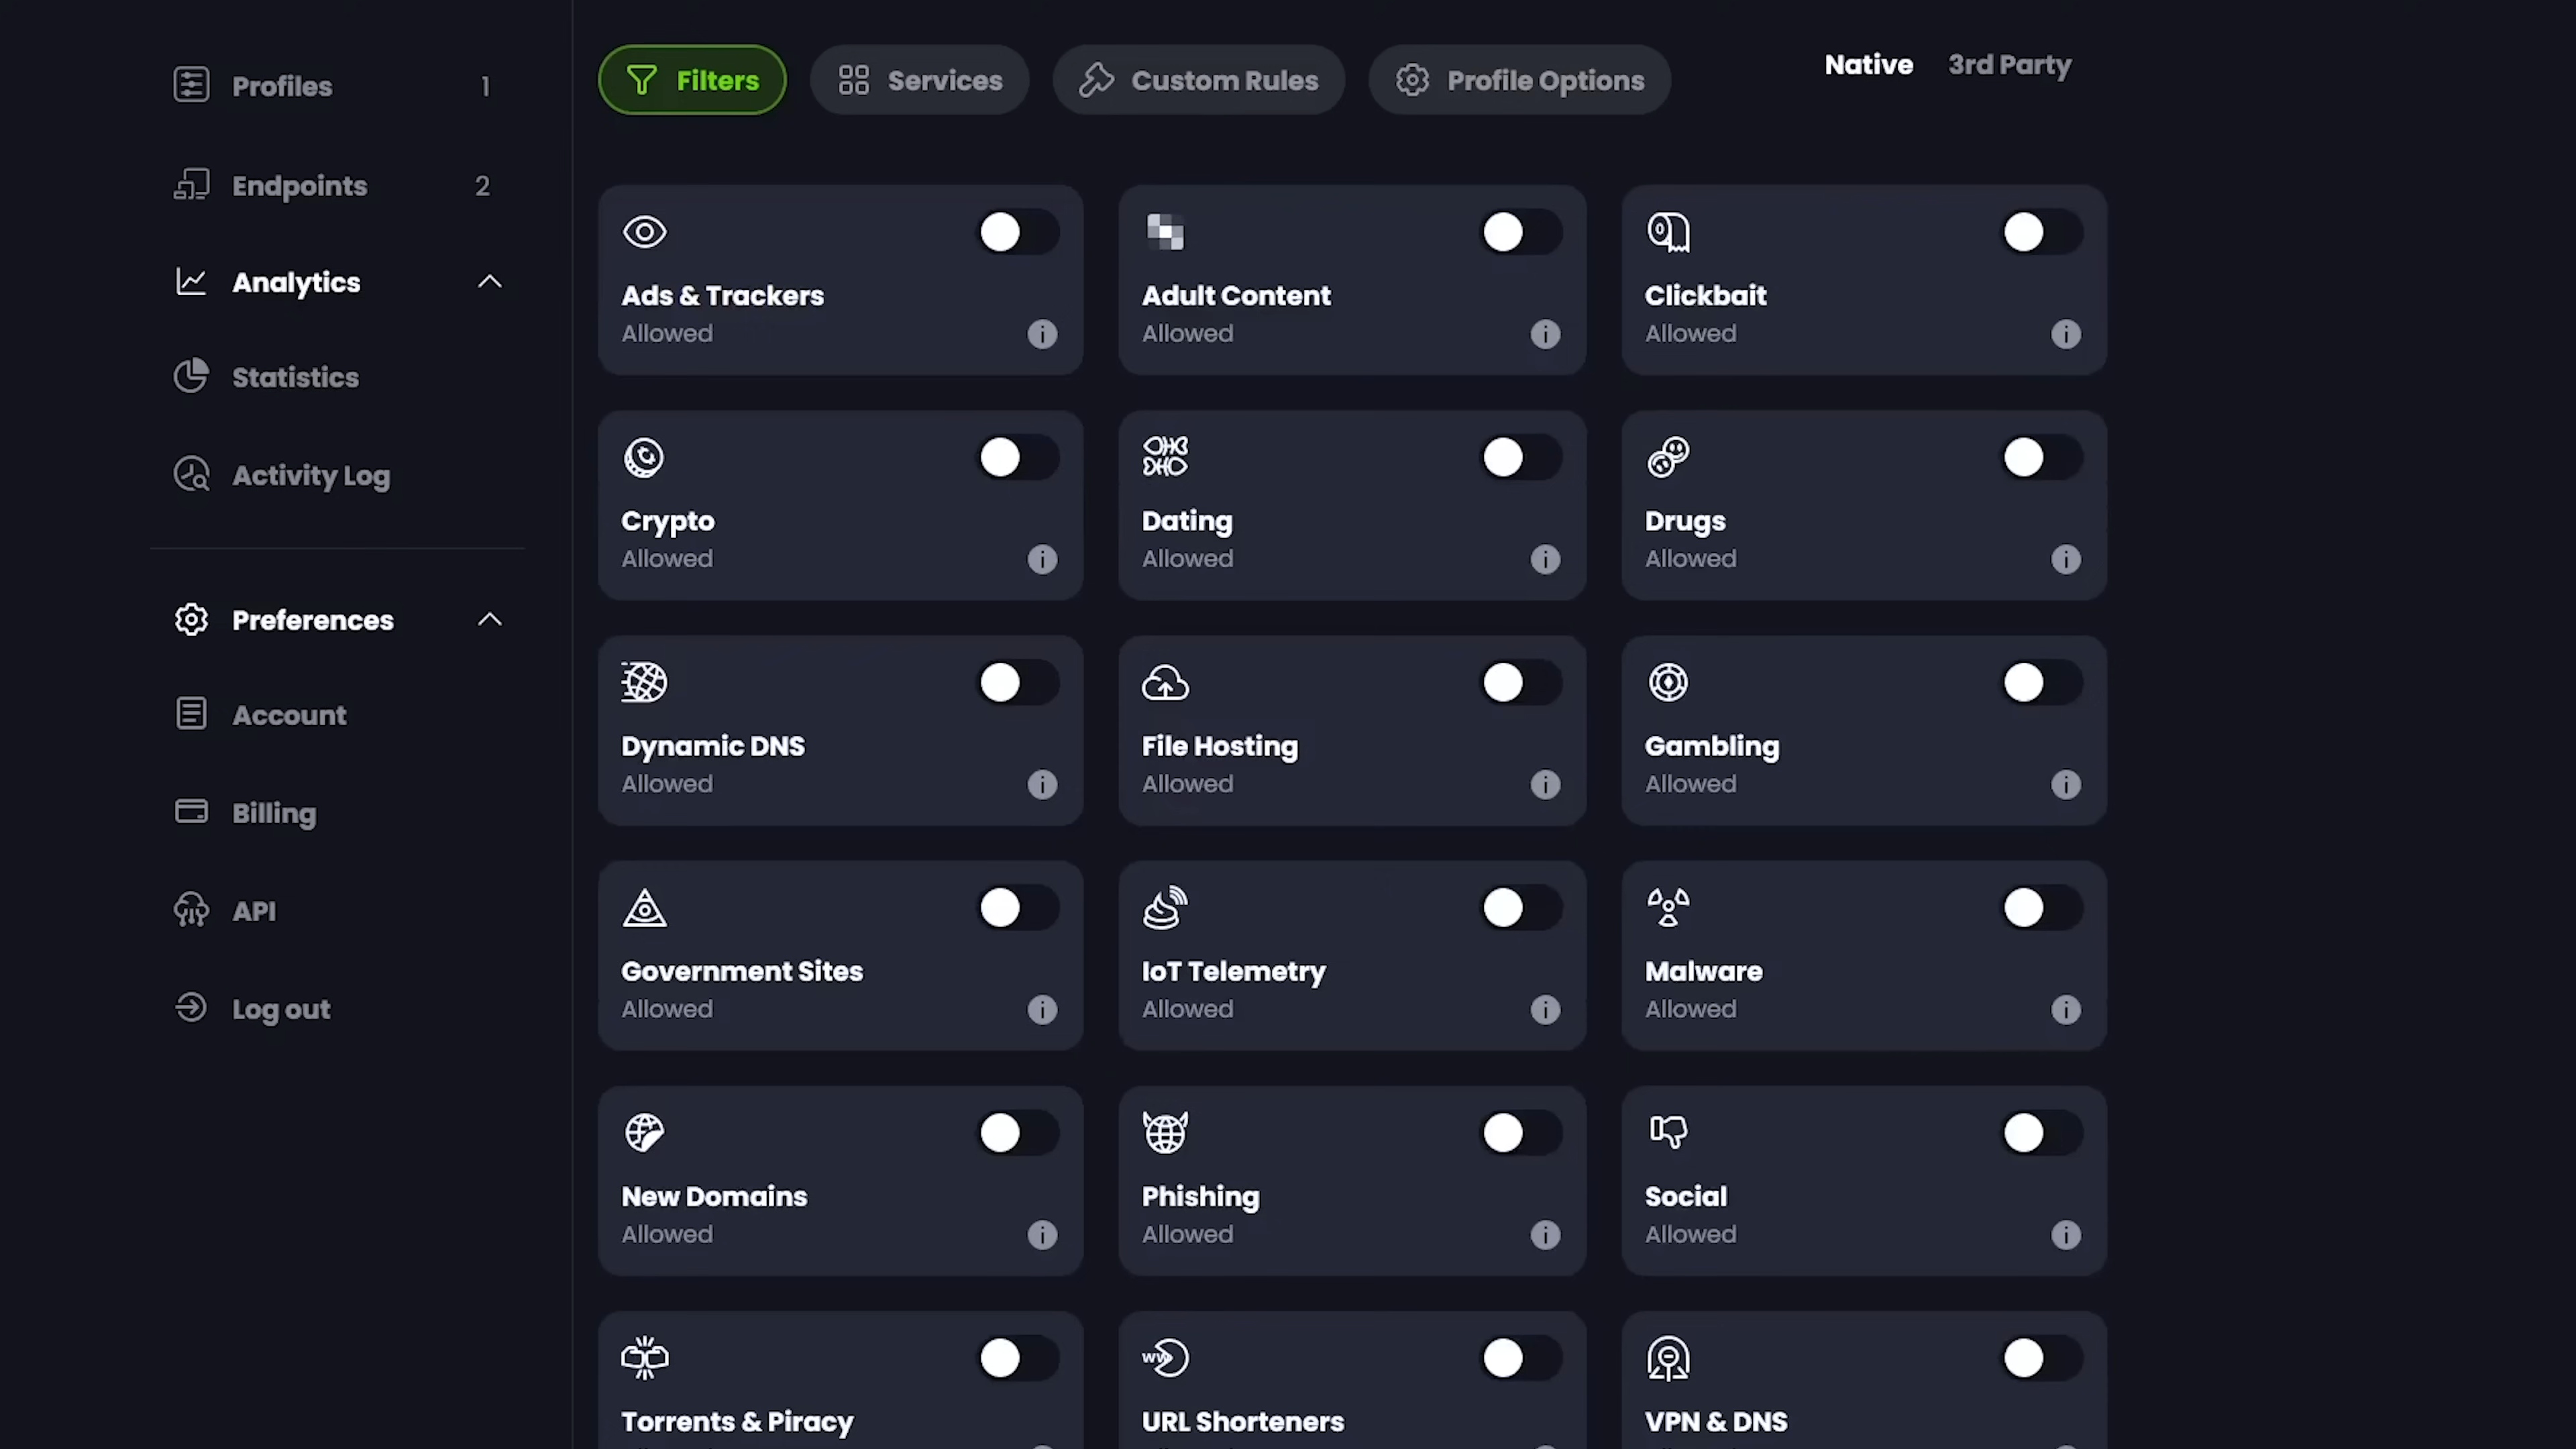 Profiles 1
Endpoints 2
Analytics
Statistics
Activity Log
Preferences
Account
Billing
API
Log out
Filters
Services
Custom Rules
Profile Options
Native
3rd Party
Ads & Trackers
Allowed
Adult Content
Allowed
Clickbait
Allowed
Crypto
Allowed
Dating
Allowed
Drugs
Allowed
Dynamic DNS
Allowed
File Hosting
Allowed
Gambling
Allowed
Government Sites
Allowed
IoT Telemetry
Allowed
Malware
Allowed
New Domains
Allowed
Phishing
Allowed
Social
Allowed
Torrents & Piracy
URL Shorteners
VPN & DNS